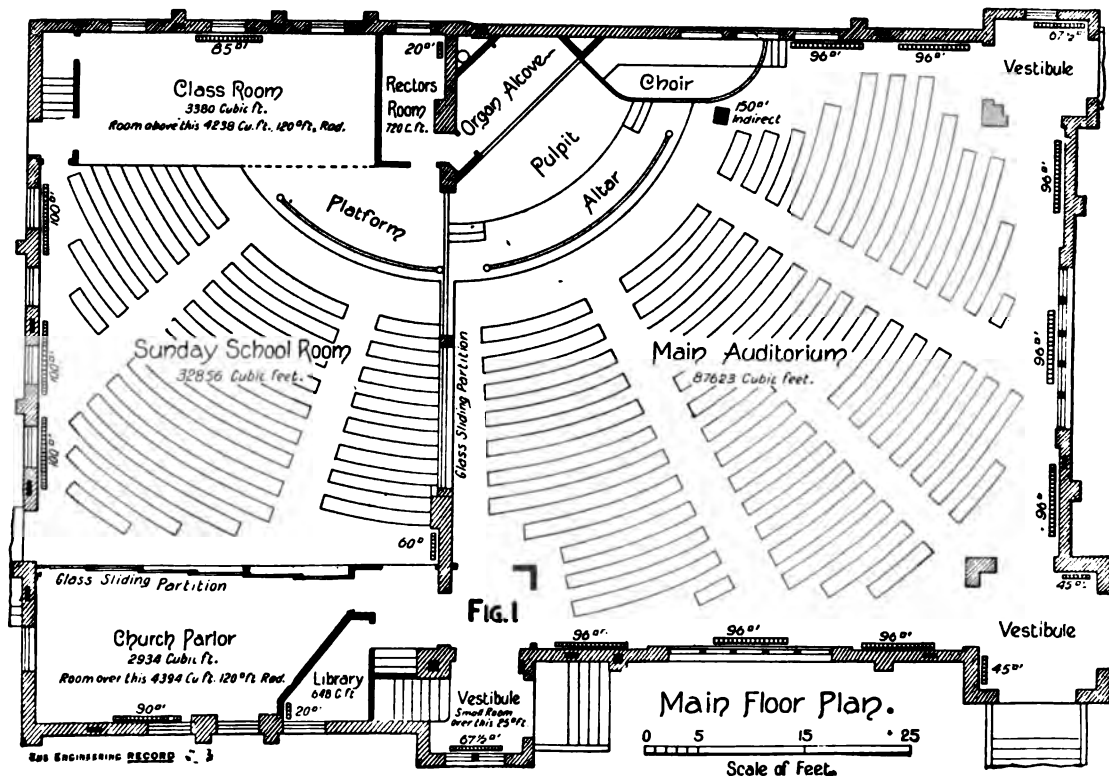 85□'
20□'
96□'
96□'
67½□'
Class Room
3380 Cubic ft.
Room above this 4238 Cu. Ft. 120□ft. Rad.
Rectors
Room
720 C. ft.
Organ Alcove
Choir
Vestibule
150□'
Indirect
Pulpit
Altar
Platform
100□'
96□'
Sunday School Room
32856 Cubic feet.
Main Auditorium
87623 Cubic feet.
100□'
96□'
Glass Sliding Partition
100□'
96□'
60□
Glass Sliding Partition
45□'
FIG.1
Church Parlor
2934 Cubic ft.
Room over this 4394 Cu ft. 120□ft Rad.
Library
648 C. ft
20□'
90□'
Vestibule
Small Room
over this 25□ft.
67½□'
96□'
96□'
96□'
Vestibule
45□'
Main Floor Plan.
0 5 15 25
Scale of Feet.
ENGINEERING RECORD